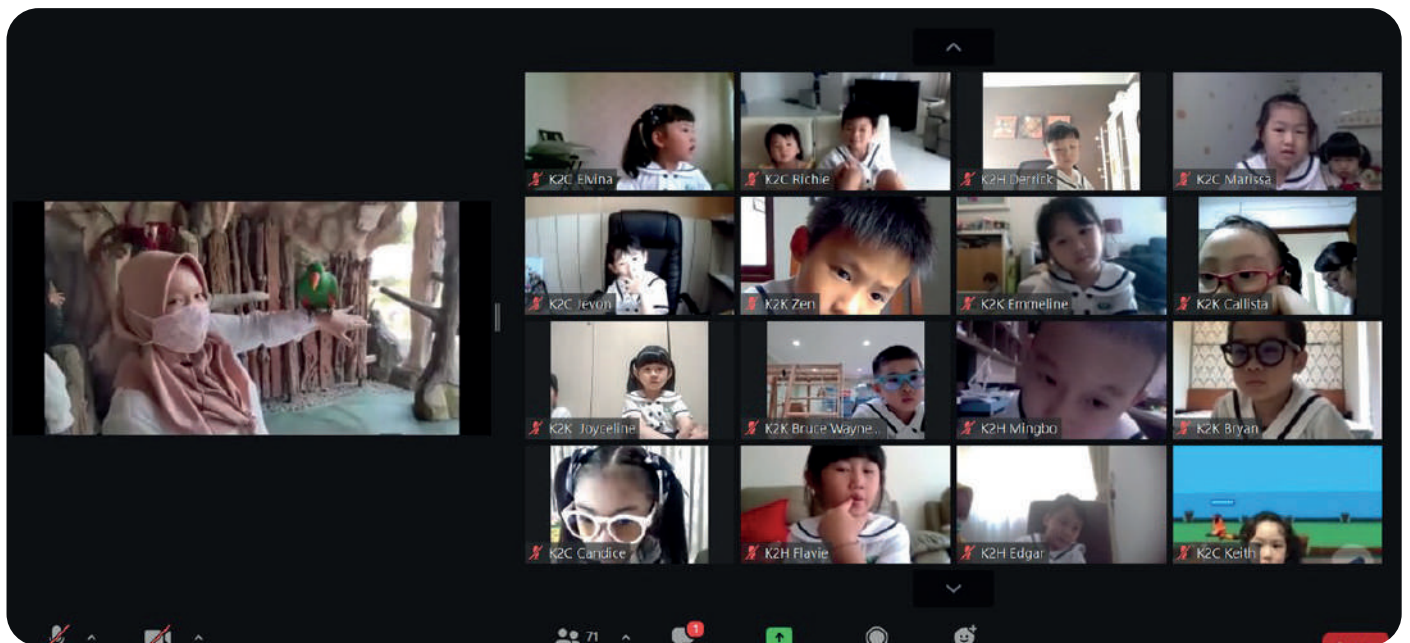 K2C Elvina
K2C Richie
K2H Derrick
K2C Marissa
K2C Jevon
K2K Zen
K2K Emmeline
K2K Callista
K2K Joyceline
K2K Bruce Wayne...
K2H Mingbo
K2K Bryan
K2C Candice
K2H Flavie
K2H Edgar
K2C Keith
71
1